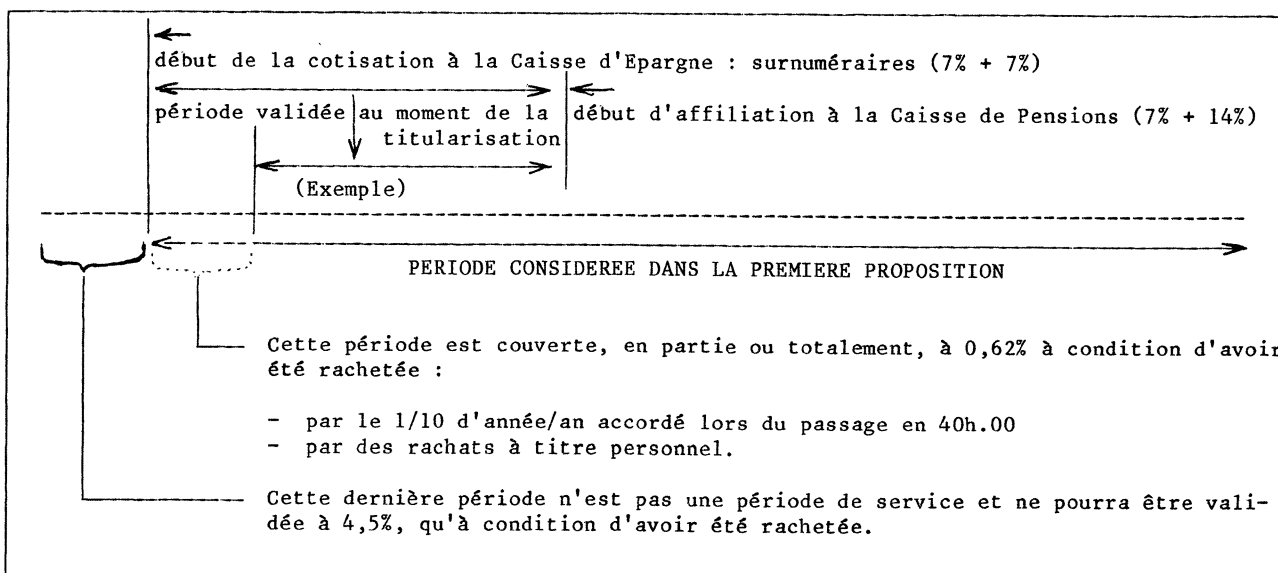 début de la cotisation à la Caisse d'Epargne : surnuméraires (7% + 7%)
période validée au moment de la titularisation
début d'affiliation à la Caisse de Pensions (7% + 14%)
(Exemple)
PERIODE CONSIDEREE DANS LA PREMIERE PROPOSITION
Cette période est couverte, en partie ou totalement, à 0,62% à condition d'avoir
été rachetée :
- par le 1/10 d'année/an accordé lors du passage en 40h.00
- par des rachats à titre personnel.
Cette dernière période n'est pas une période de service et ne pourra être vali-
dée à 4,5%, qu'à condition d'avoir été rachetée.